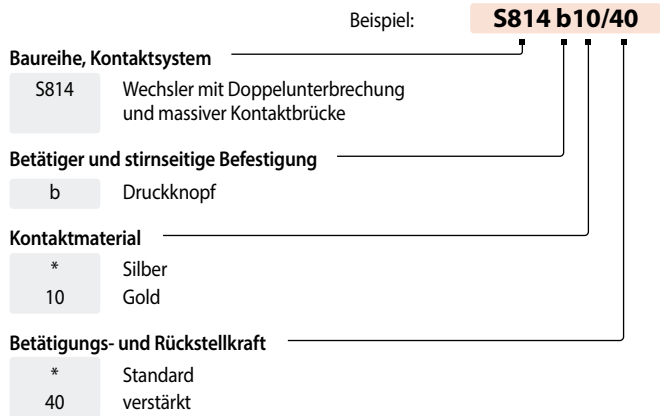 Beispiel: S814 b10/40
Baureihe, Kontaktsystem
S814 Wechsler mit Doppelunterbrechung
und massiver Kontaktbrücke
Betätiger und stirnseitige Befestigung
b Druckknopf
Kontaktmaterial
* Silber
10 Gold
Betätigungs- und Rückstellkraft
* Standard
40 verstärkt